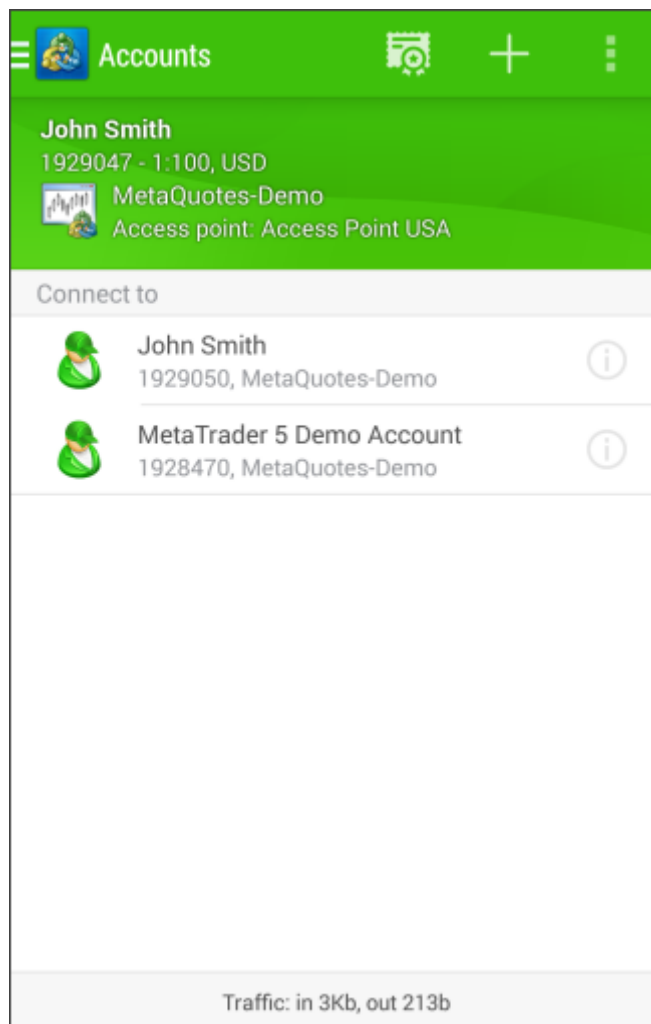 Accounts
John Smith
1929047 - 1:100, USD
MetaQuotes-Demo
Access point: Access Point USA
Connect to
John Smith
1929050, MetaQuotes-Demo
MetaTrader 5 Demo Account
1928470, MetaQuotes-Demo
Traffic: in 3Kb, out 213b